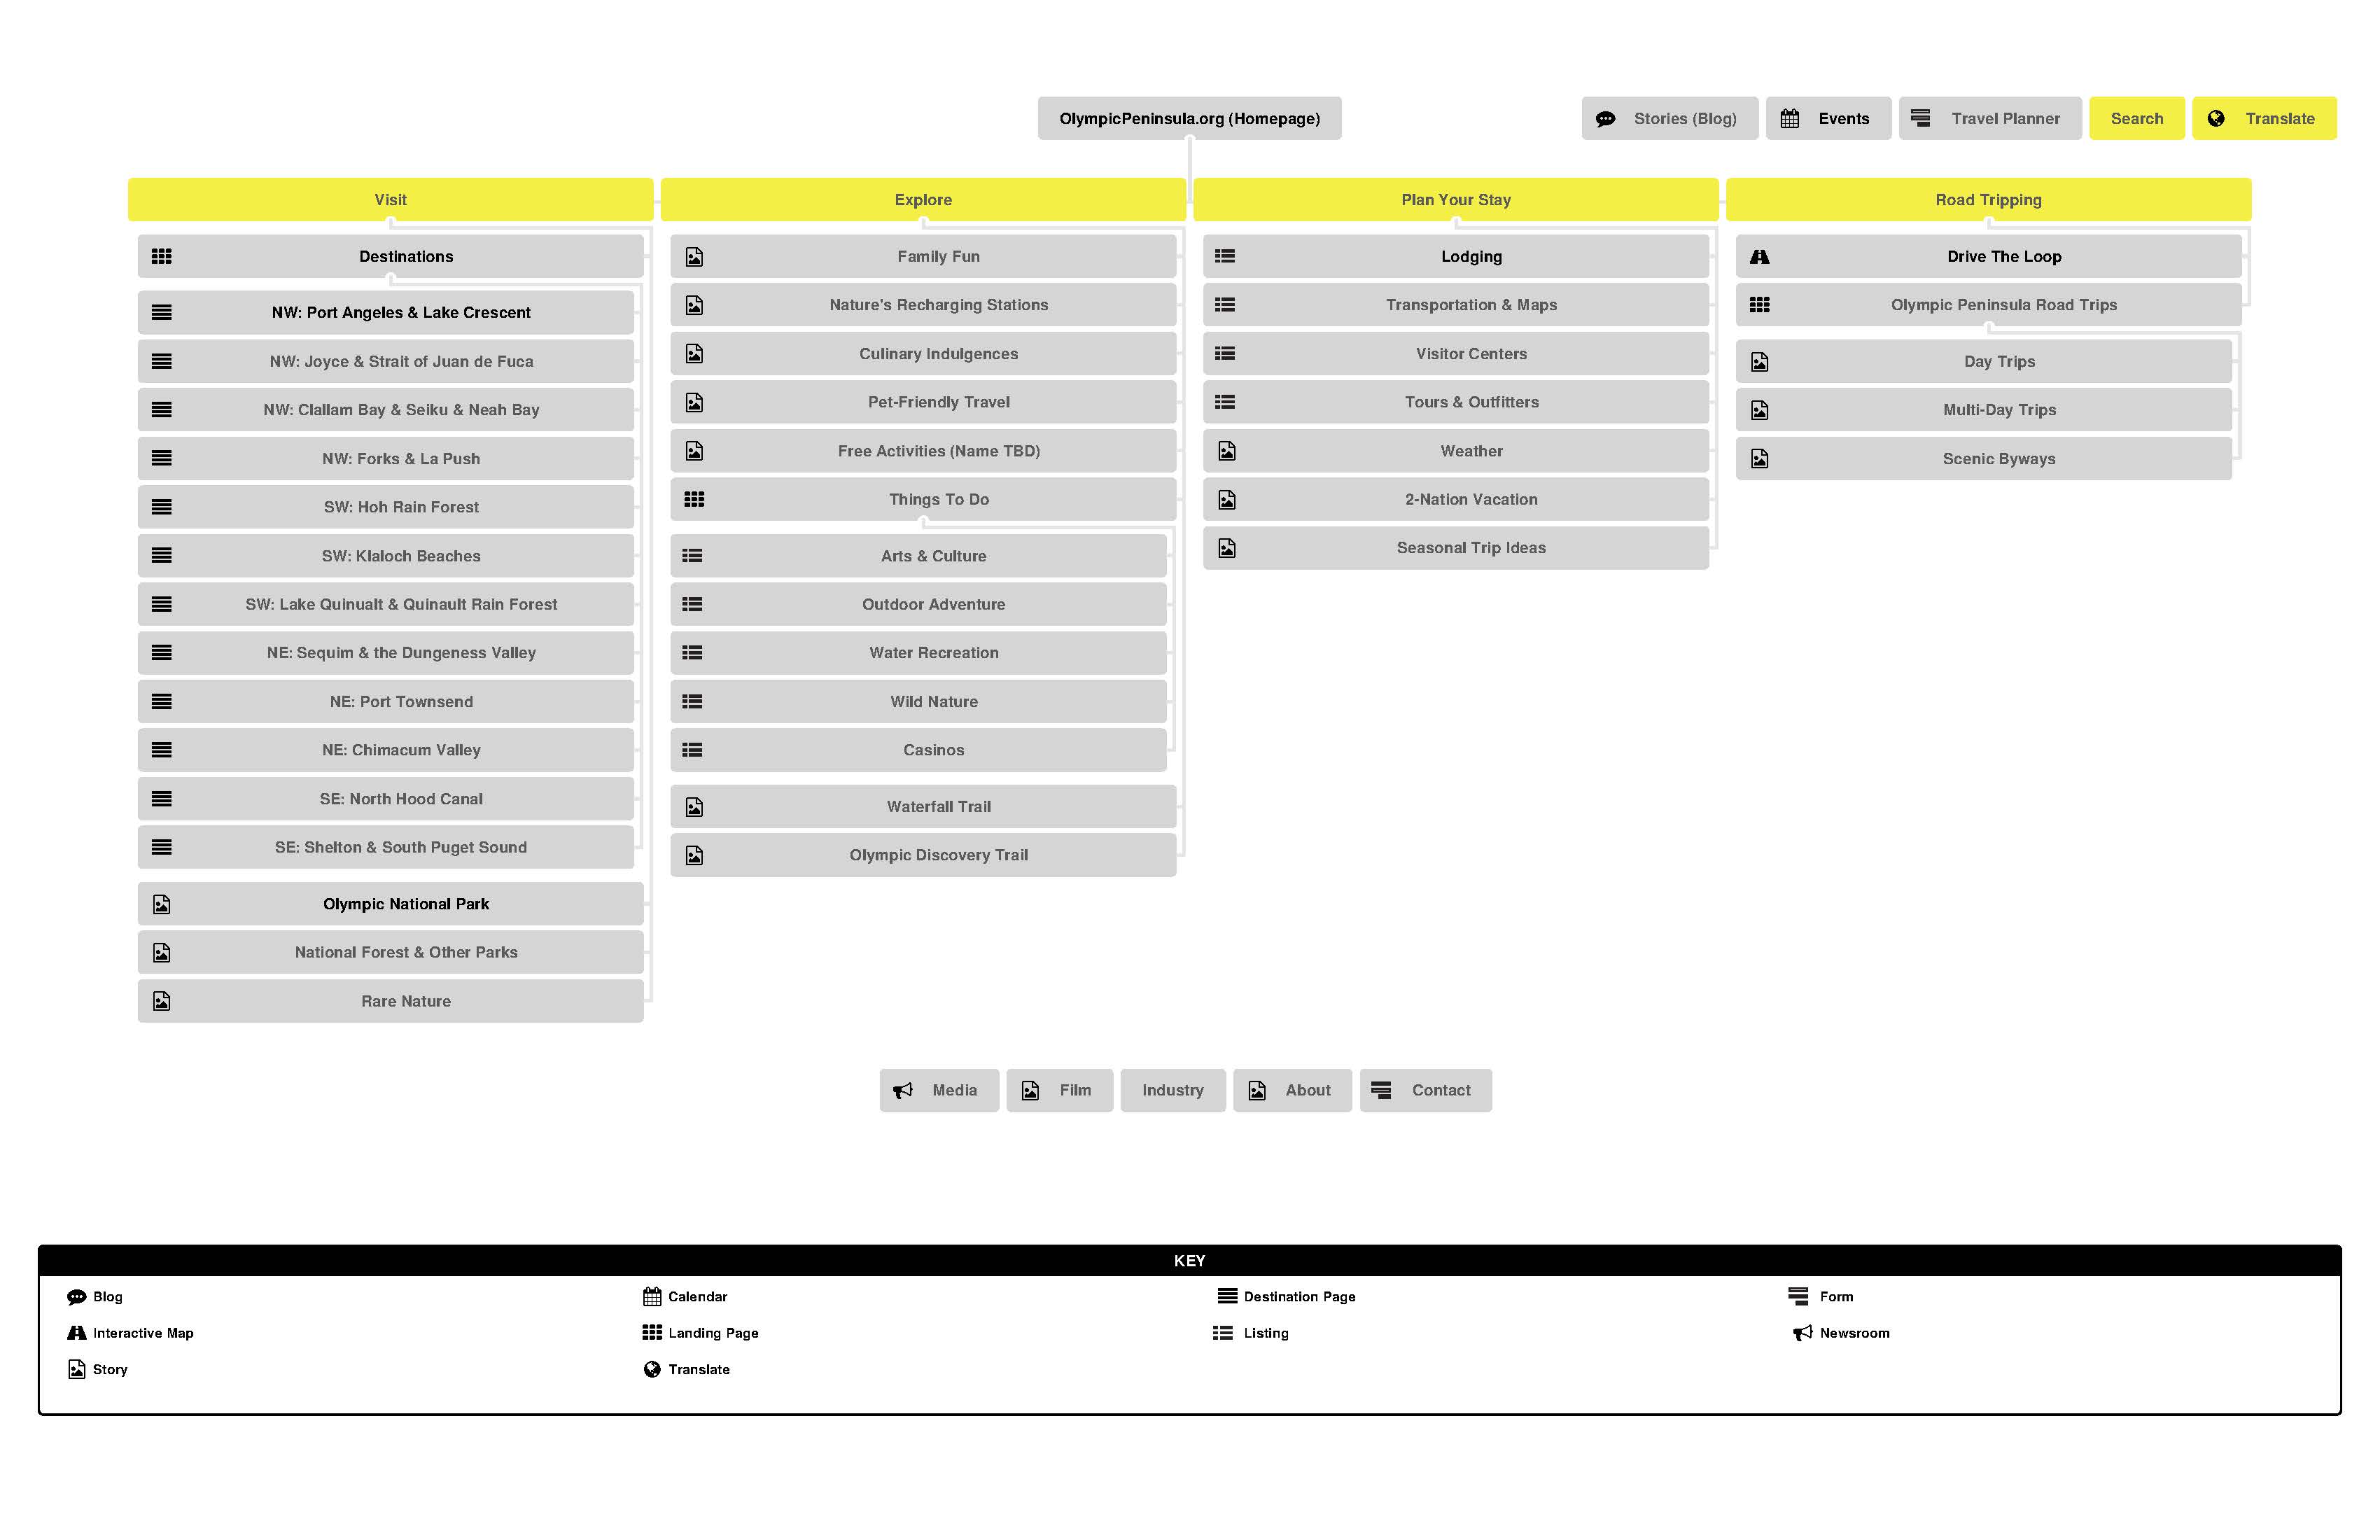 OlympicPeninsula.org (Homepage)
Stories (Blog)
Events
Travel Planner
Search
Translate
Visit
Destinations
NW: Port Angeles & Lake Crescent
NW: Joyce & Strait of Juan de Fuca
NW: Clallam Bay & Seiku & Neah Bay
NW: Forks & La Push
SW: Hoh Rain Forest
SW: Klaloch Beaches
SW: Lake Quinualt & Quinault Rain Forest
NE: Sequim & the Dungeness Valley
NE: Port Townsend
NE: Chimacum Valley
SE: North Hood Canal
SE: Shelton & South Puget Sound
Olympic National Park
National Forest & Other Parks
Rare Nature
Explore
Family Fun
Nature's Recharging Stations
Culinary Indulgences
Pet-Friendly Travel
Free Activities (Name TBD)
Things To Do
Arts & Culture
Outdoor Adventure
Water Recreation
Wild Nature
Casinos
Waterfall Trail
Olympic Discovery Trail
Plan Your Stay
Lodging
Transportation & Maps
Visitor Centers
Tours & Outfitters
Weather
2-Nation Vacation
Seasonal Trip Ideas
Road Tripping
Drive The Loop
Olympic Peninsula Road Trips
Day Trips
Multi-Day Trips
Scenic Byways
Media
Film
Industry
About
Contact
KEY
Blog
Calendar
Destination Page
Form
Interactive Map
Landing Page
Listing
Newsroom
Story
Translate